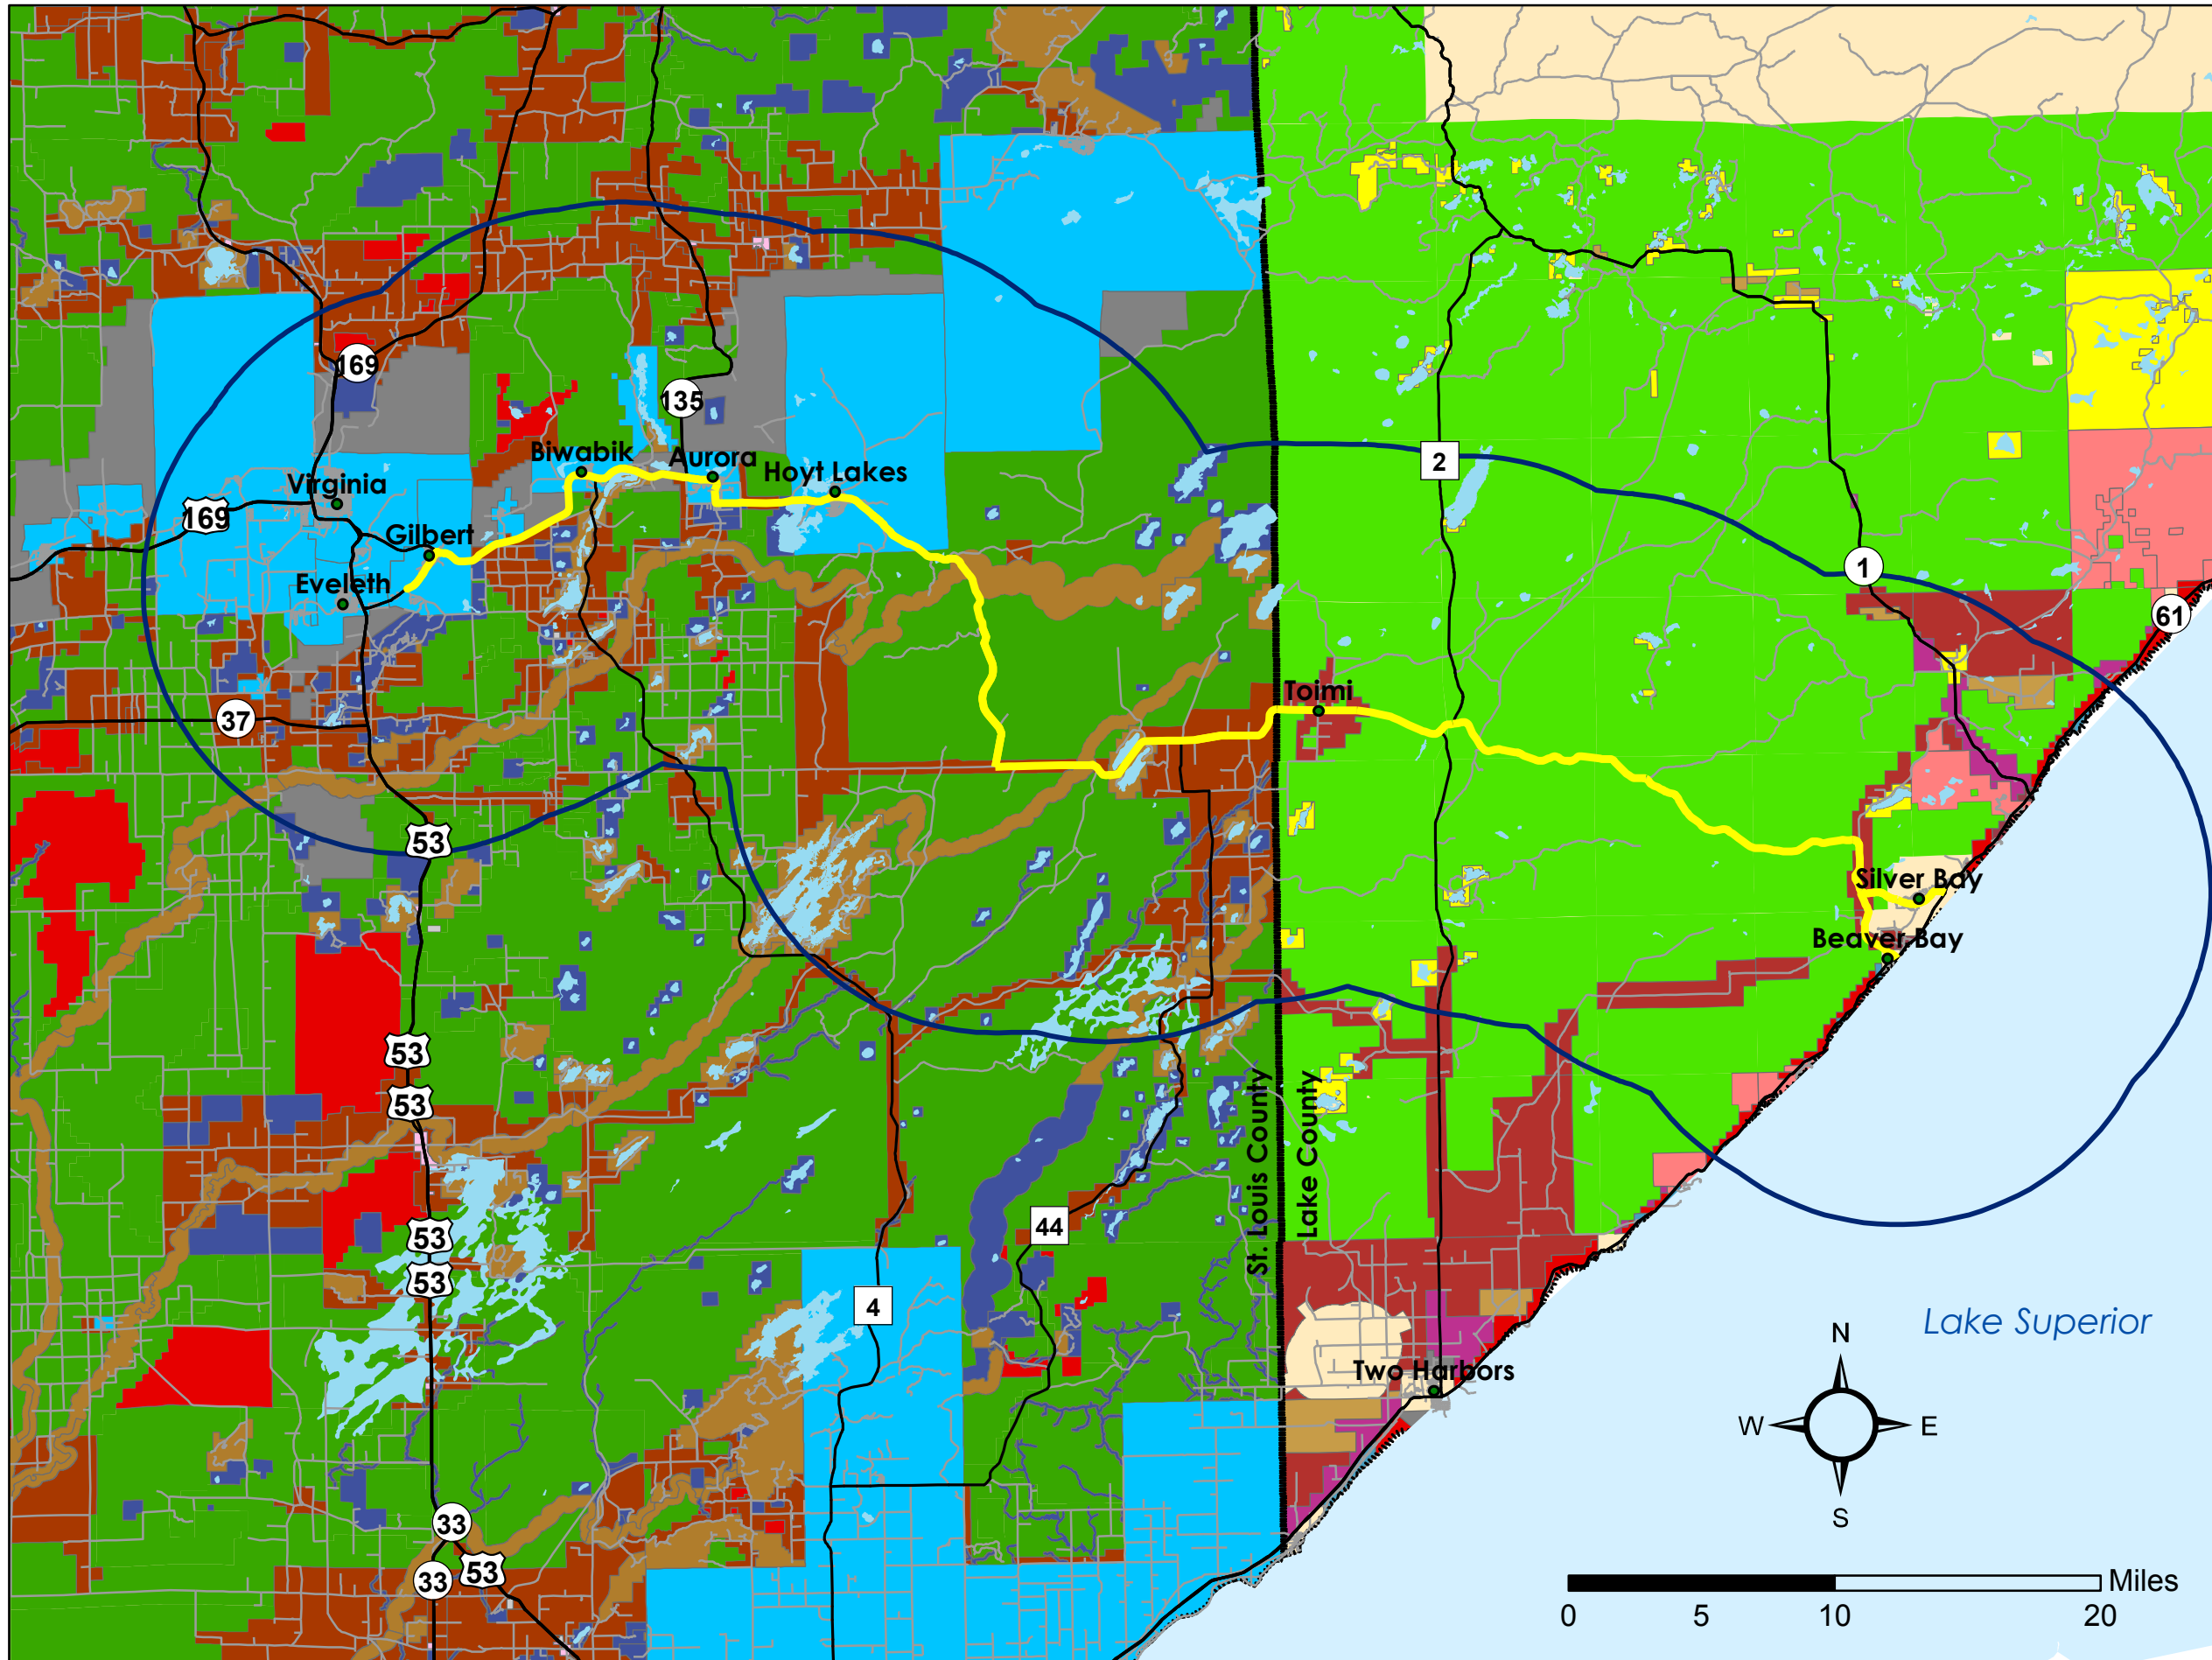 169
135
Biwabik
Aurora
Hoyt Lakes
2
Virginia
169
Gilbert
Eveleth
1
61
37
Toimi
53
Silver Bay
Beaver Bay
53
53
St. Louis County
Lake County
44
53
53
4
Lake Superior
N
W
E
S
Two Harbors
33
53
33
Miles
0
5
10
20